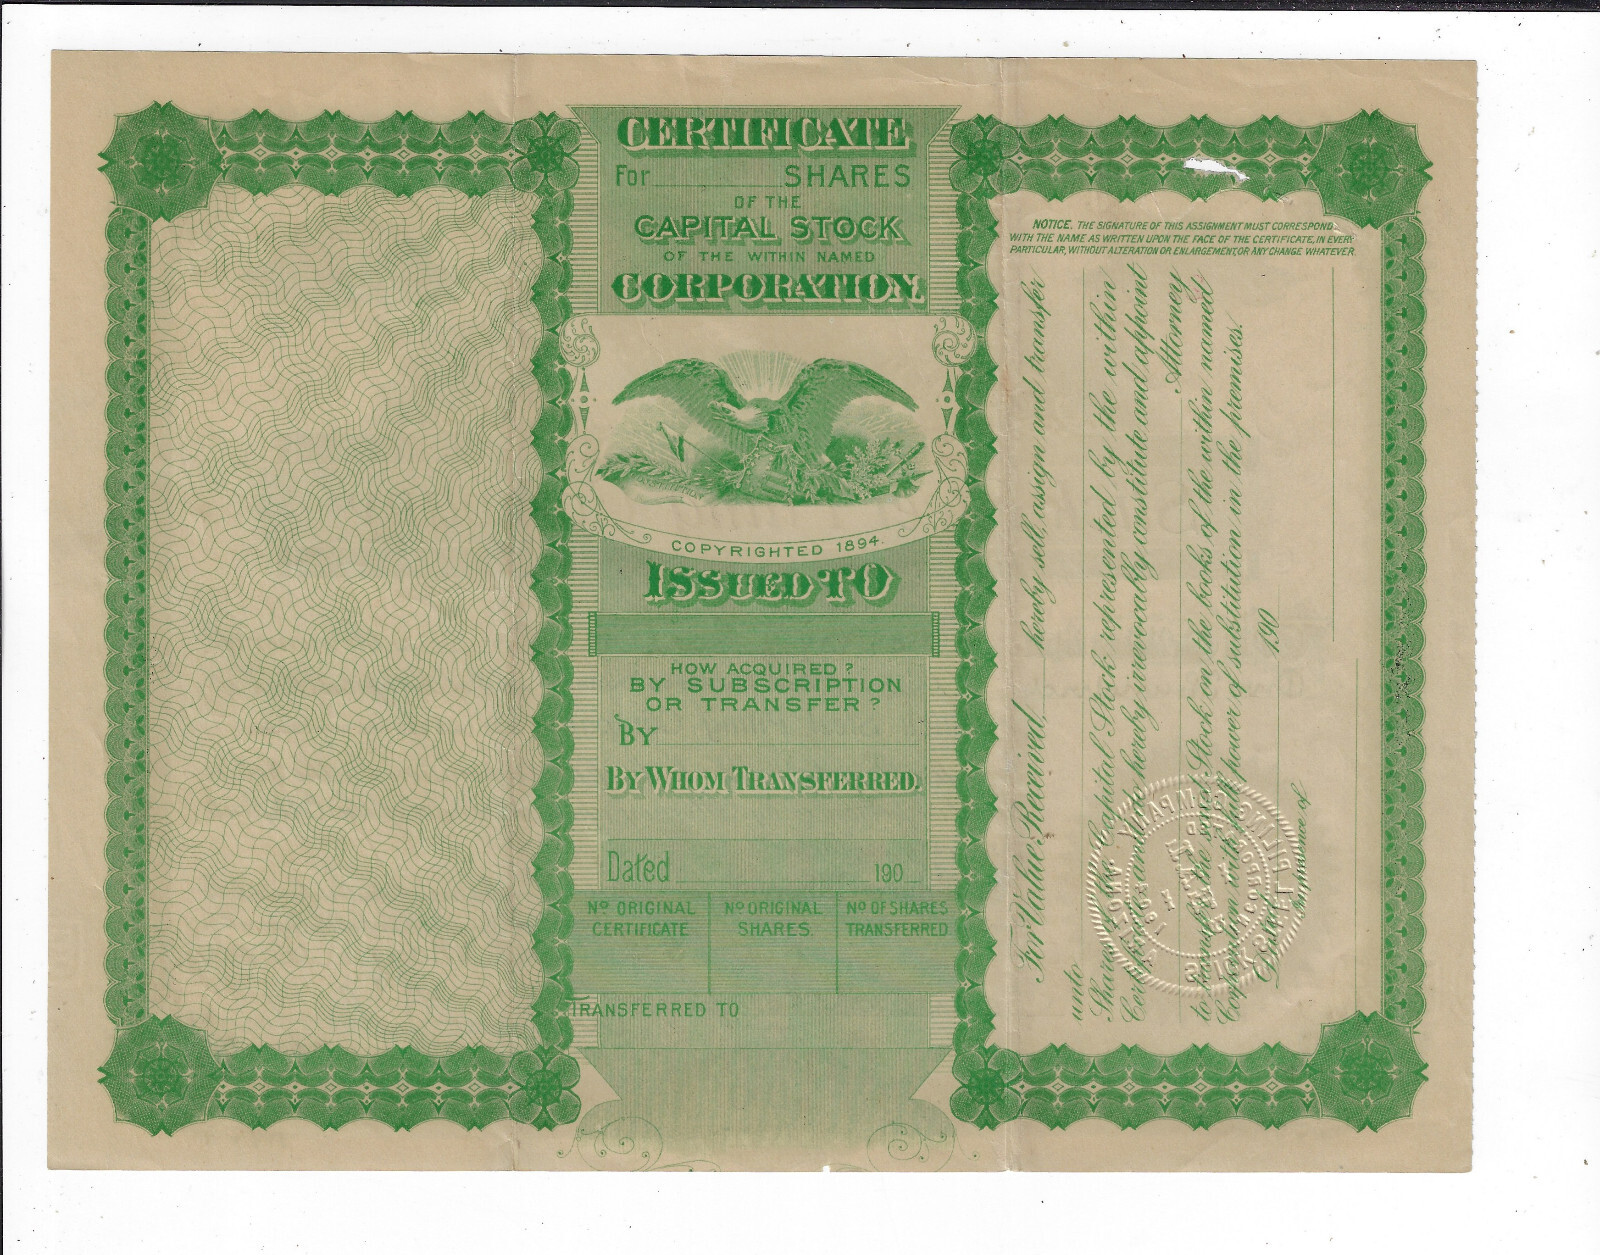 CERTIFICATE
For SHARES
OF THE
CAPITAL STOCK
OF THE WITHIN NAMED
CORPORATION.
COPYRIGHTED 1894.
ISSUED TO
HOW ACQUIRED?
BY SUBSCRIPTION
OR TRANSFER?
BY
BY WHOM TRANSFERRED.
Dated 190
No ORIGINAL CERTIFICATE
No ORIGINAL SHARES.
No OF SHARES TRANSFERRED
TRANSFERRED TO
NOTICE. THE SIGNATURE OF THIS ASSIGNMENT MUST CORRESPOND
WITH THE NAME AS WRITTEN UPON THE FACE OF THE CERTIFICATE, IN EVERY
PARTICULAR, WITHOUT ALTERATION OR ENLARGEMENT, OR ANY CHANGE WHATEVER.
For Value Received, hereby sell, assign and transfer
unto
Shares of the Capital Stock represented by the within
Certificate and do hereby irrevocably constitute and appoint
Attorney
to transfer the said Stock on the books of the within named
Corporation with full power of substitution in the premises.
Dated 190
In presence of